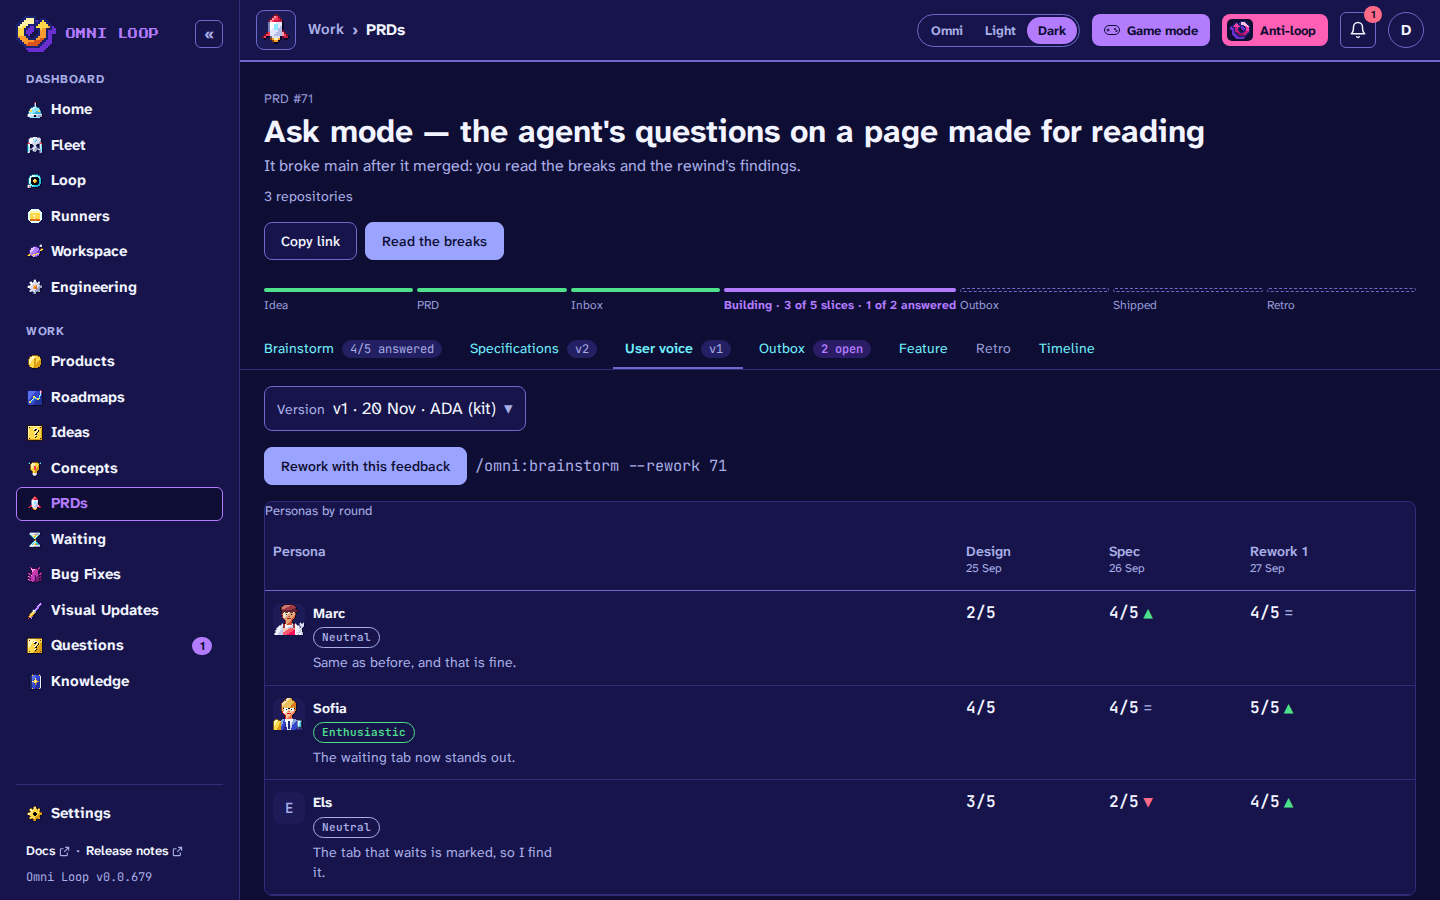 OMNI LOOP
«
DASHBOARD
Home
Fleet
Loop
Runners
Workspace
Engineering
WORK
Products
Roadmaps
Ideas
Concepts
PRDs
Waiting
Bug Fixes
Visual Updates
Questions 1
Knowledge
Settings
Docs · Release notes
Omni Loop v0.0.679
Work › PRDs
Omni Light Dark
Game mode
Anti-loop
1
D
PRD #71
Ask mode — the agent's questions on a page made for reading
It broke main after it merged: you read the breaks and the rewind's findings.
3 repositories
Copy link
Read the breaks
Idea
PRD
Inbox
Building · 3 of 5 slices · 1 of 2 answered
Outbox
Shipped
Retro
Brainstorm 4/5 answered
Specifications v2
User voice v1
Outbox 2 open
Feature
Retro
Timeline
Version v1 · 20 Nov · ADA (kit) ▼
Rework with this feedback /omni:brainstorm --rework 71
Personas by round
Persona Design Spec Rework 1
25 Sep 26 Sep 27 Sep
Marc 2/5 4/5 ▲ 4/5 =
Neutral
Same as before, and that is fine.
Sofia 4/5 4/5 = 5/5 ▲
Enthusiastic
The waiting tab now stands out.
E Els 3/5 2/5 ▼ 4/5 ▲
Neutral
The tab that waits is marked, so I find
it.